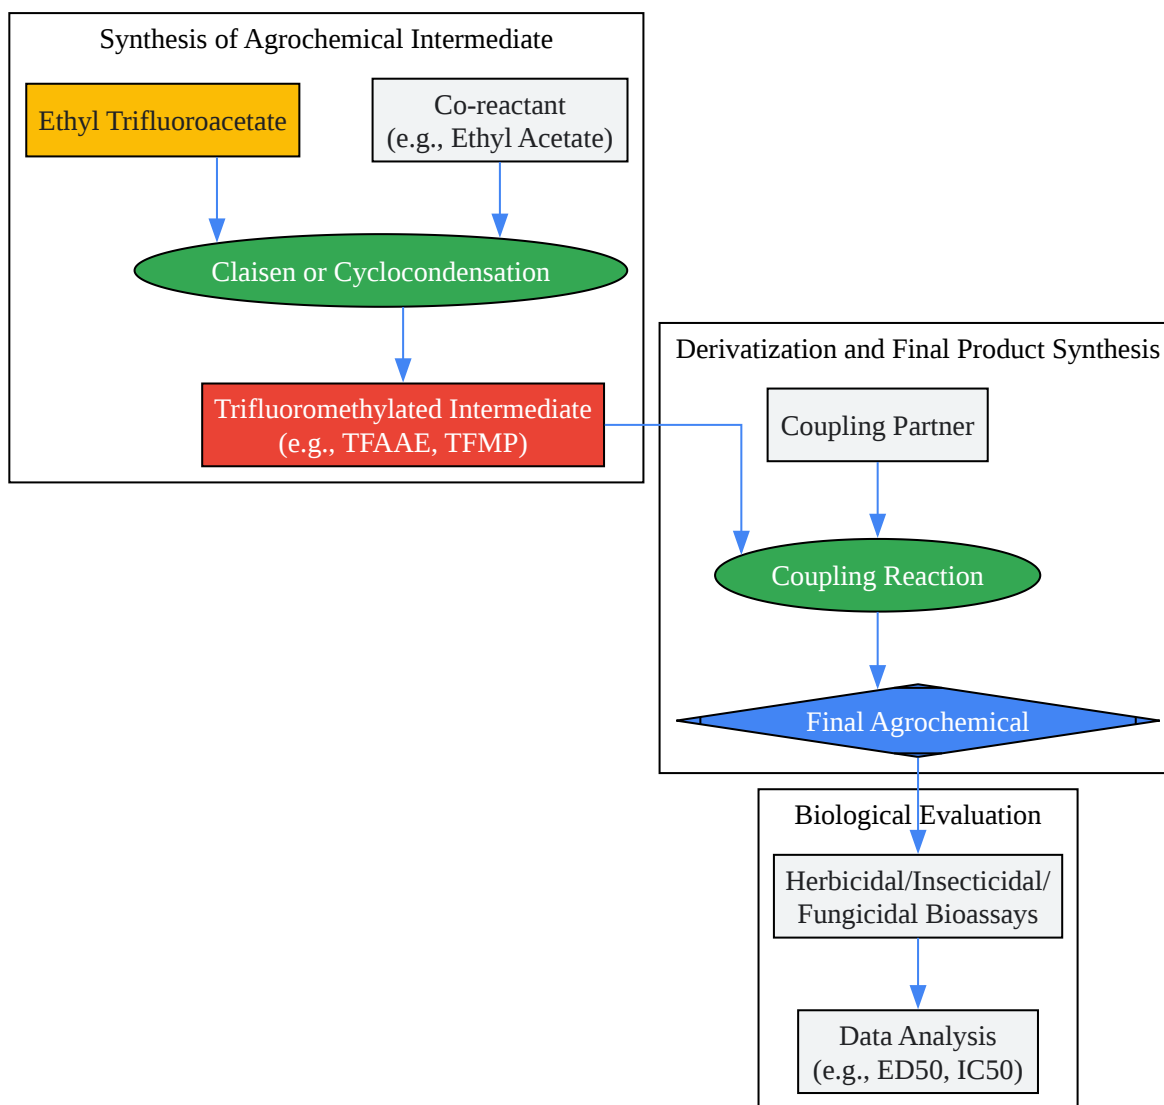 Synthesis of Agrochemical Intermediate
Ethyl Trifluoroacetate
Co-reactant
(e.g., Ethyl Acetate)
Claisen or Cyclocondensation
Trifluoromethylated Intermediate
(e.g., TFAAE, TFMP)
Derivatization and Final Product Synthesis
Coupling Partner
Coupling Reaction
Final Agrochemical
Biological Evaluation
Herbicidal/Insecticidal/
Fungicidal Bioassays
Data Analysis
(e.g., ED50, IC50)